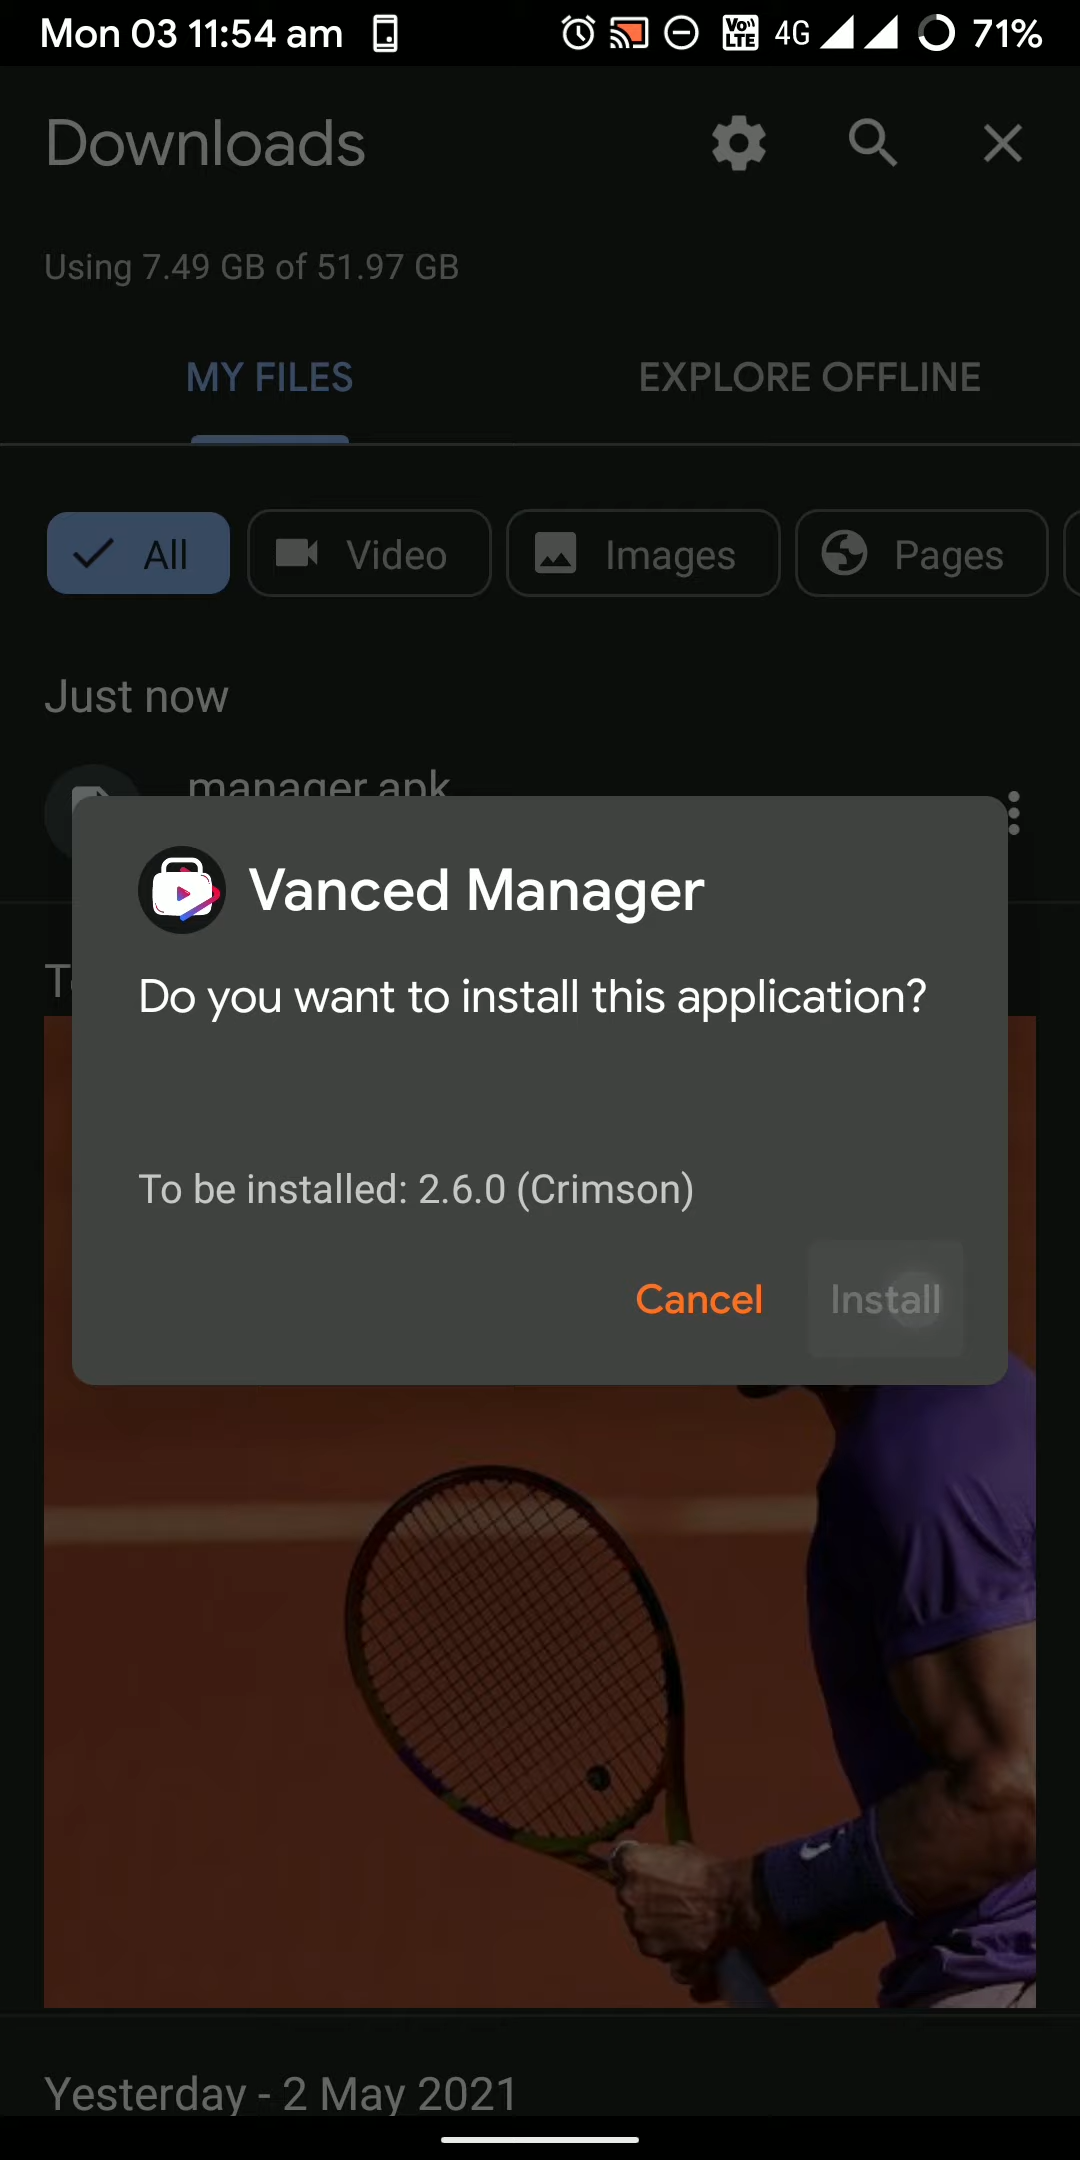 Mon 03 11:54 am
Vo)) LTE 4G 71%
Downloads
Using 7.49 GB of 51.97 GB
MY FILES EXPLORE OFFLINE
All Video Images Pages
Just now
manager.apk
Vanced Manager
Do you want to install this application?
To be installed: 2.6.0 (Crimson)
Cancel Install
Yesterday - 2 May 2021